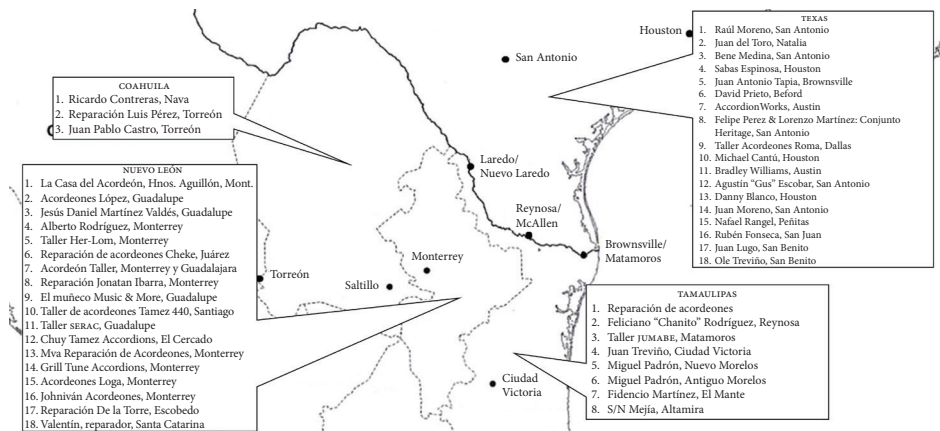 COAHUILA
1. Ricardo Contreras, Nava
2. Reparación Luis Pérez, Torreón
3. Juan Pablo Castro, Torreón
NUEVO LEÓN
1. La Casa del Acordeón, Hnos. Aguillón, Mont.
2. Acordeones López, Guadalupe
3. Jesús Daniel Martínez Valdés, Guadalupe
4. Alberto Rodríguez, Monterrey
5. Taller Her-Lom, Monterrey
6. Reparación de acordeones Cheke, Juárez
7. Acordeón Taller, Monterrey y Guadalajara
8. Reparación Jonatan Ibarra, Monterrey
9. El muñeco Music & More, Guadalupe
10. Taller de acordeones Tamez 440, Santiago
11. Taller SERAC, Guadalupe
12. Chuy Tamez Accordions, El Cercado
13. Mva Reparación de Acordeones, Monterrey
14. Grill Tune Accordions, Monterrey
15. Acordeones Loga, Monterrey
16. Johniván Acordeones, Monterrey
17. Reparación De la Torre, Escobedo
18. Valentín, reparador, Santa Catarina
Houston
San Antonio
Laredo/
Nuevo Laredo
Reynosa/
McAllen
Brownsville/
Matamoros
Monterrey
Torreón
Saltillo
Ciudad
Victoria
TEXAS
1. Raúl Moreno, San Antonio
2. Juan del Toro, Natalia
3. Bene Medina, San Antonio
4. Sabas Espinosa, Houston
5. Juan Antonio Tapia, Brownsville
6. David Prieto, Beford
7. AccordionWorks, Austin
8. Felipe Perez & Lorenzo Martínez: Conjunto
Heritage, San Antonio
9. Taller Acordeones Roma, Dallas
10. Michael Cantú, Houston
11. Bradley Williams, Austin
12. Agustín “Gus” Escobar, San Antonio
13. Danny Blanco, Houston
14. Juan Moreno, San Antonio
15. Nafael Rangel, Peñitas
16. Rubén Fonseca, San Juan
17. Juan Lugo, San Benito
18. Ole Treviño, San Benito
TAMAULIPAS
1. Reparación de acordeones
2. Feliciano “Chanito” Rodríguez, Reynosa
3. Taller JUMABE, Matamoros
4. Juan Treviño, Ciudad Victoria
5. Miguel Padrón, Nuevo Morelos
6. Miguel Padrón, Antiguo Morelos
7. Fidencio Martínez, El Mante
8. S/N Mejía, Altamira